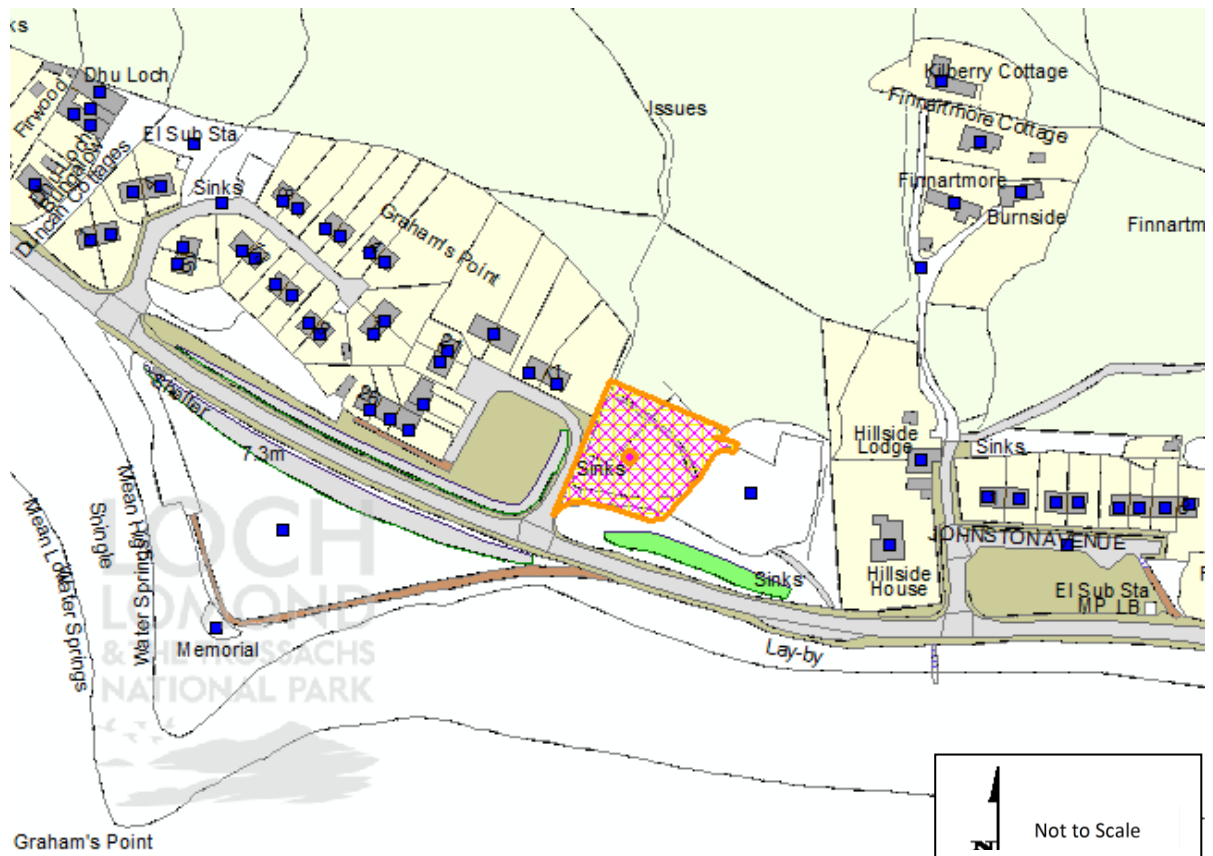 ks
Dhu Loch
Firwood
El Sub Sta
Bungalow
Duncan Cottages
Sinks
Graham's Point
Issues
Kilberry Cottage
Finnartmore Cottage
Finnartmore
Burnside
Finnartm
Shelter
7.3m
Sinks
Hillside
Lodge
Sinks
JOHNSTON AVENUE
Hillside
House
El Sub Sta
MP LB
Sinks
Lay-by
Mean High
Water Springs
Shingle
Mean Low
Water Springs
Memorial
LOCH
LOMOND
& THE TROSSACHS
NATIONAL PARK
Graham's Point
N
Not to Scale